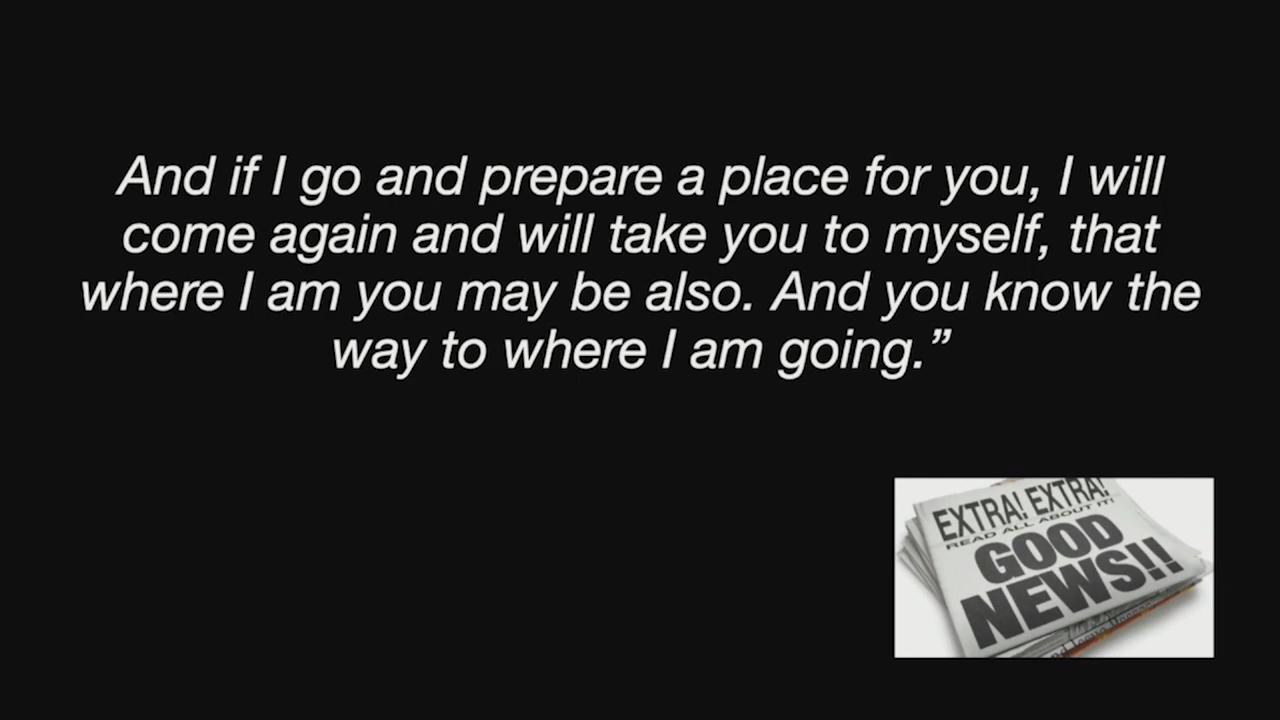 And if I go and prepare a place for you, I will
come again and will take you to myself, that
where I am you may be also. And you know the
way to where I am going.”
EXTRA! EXTRA!
READ ALL ABOUT IT!
GOOD
NEWS!!